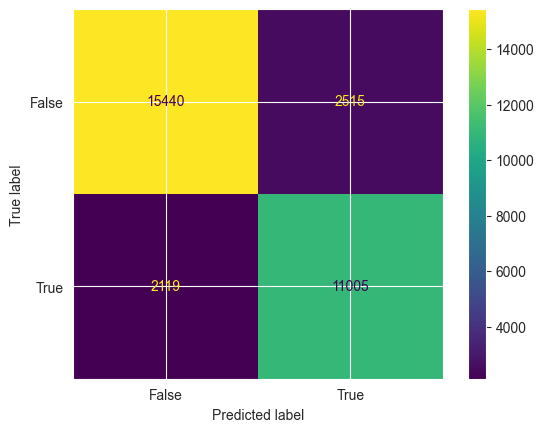 False
True
True label
15440
2515
2119
11005
False
True
Predicted label
14000
12000
10000
8000
6000
4000